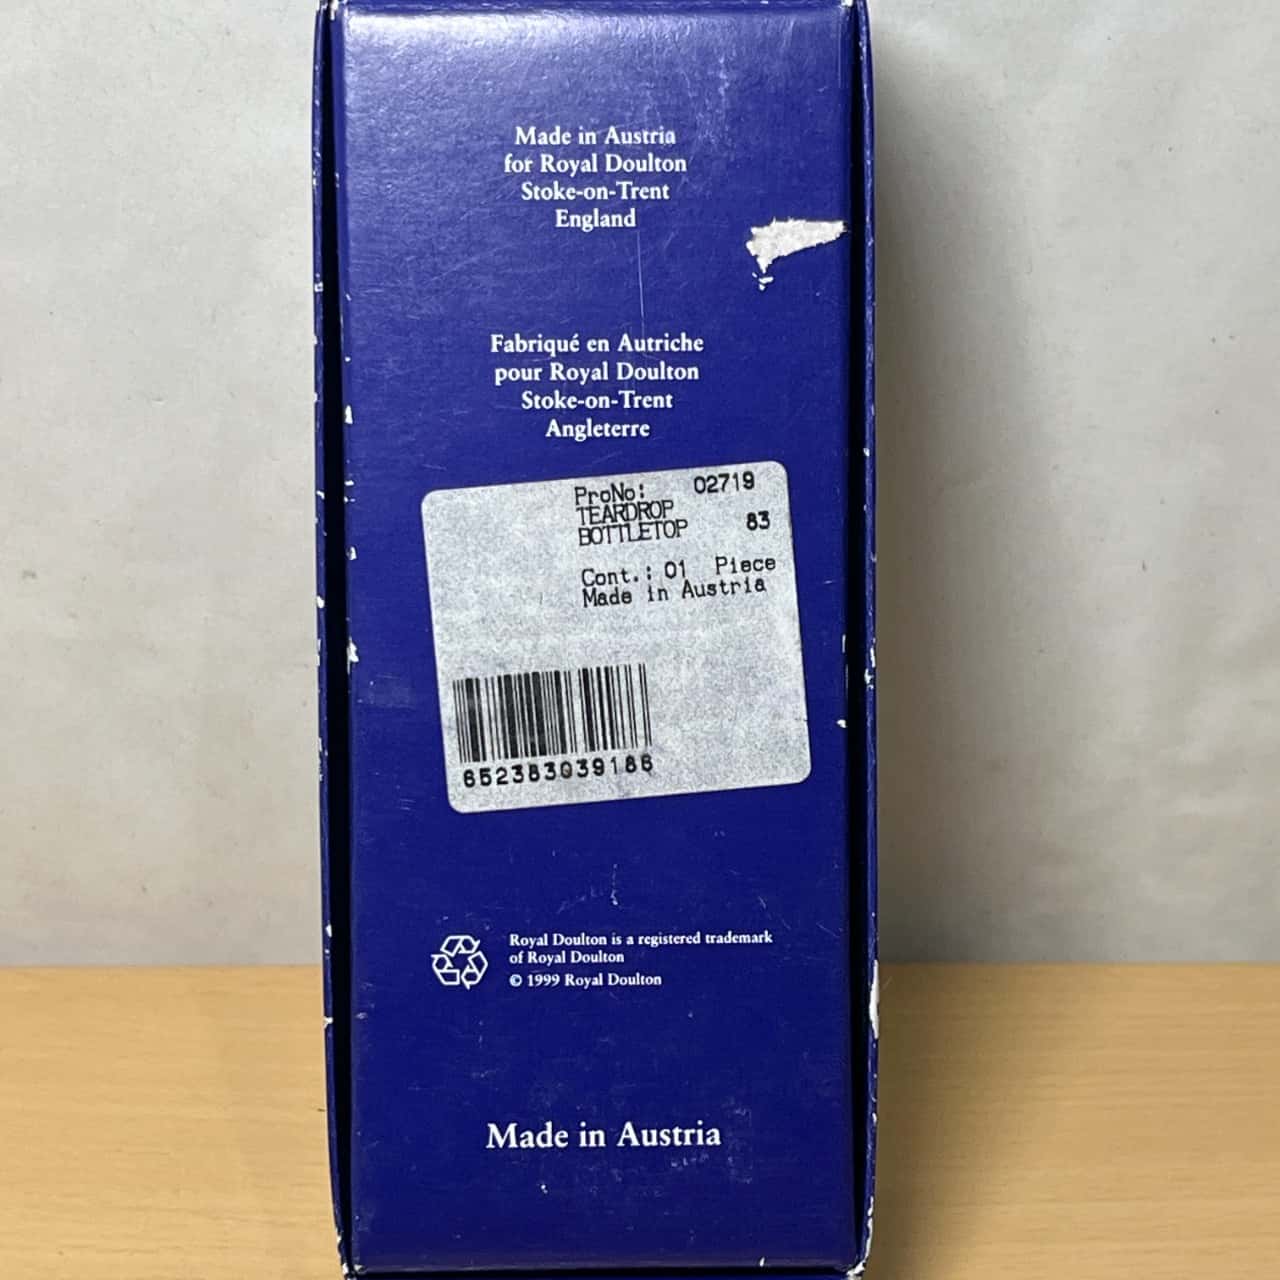 Made in Austria
for Royal Doulton
Stoke-on-Trent
England
Fabriqué en Autriche
pour Royal Doulton
Stoke-on-Trent
Angleterre
ProNo: 02719
TEARDROP
BOTTLETOP 83
Cont.: 01 Piece
Made in Austria
652383039186
Royal Doulton is a registered trademark
of Royal Doulton
© 1999 Royal Doulton
Made in Austria